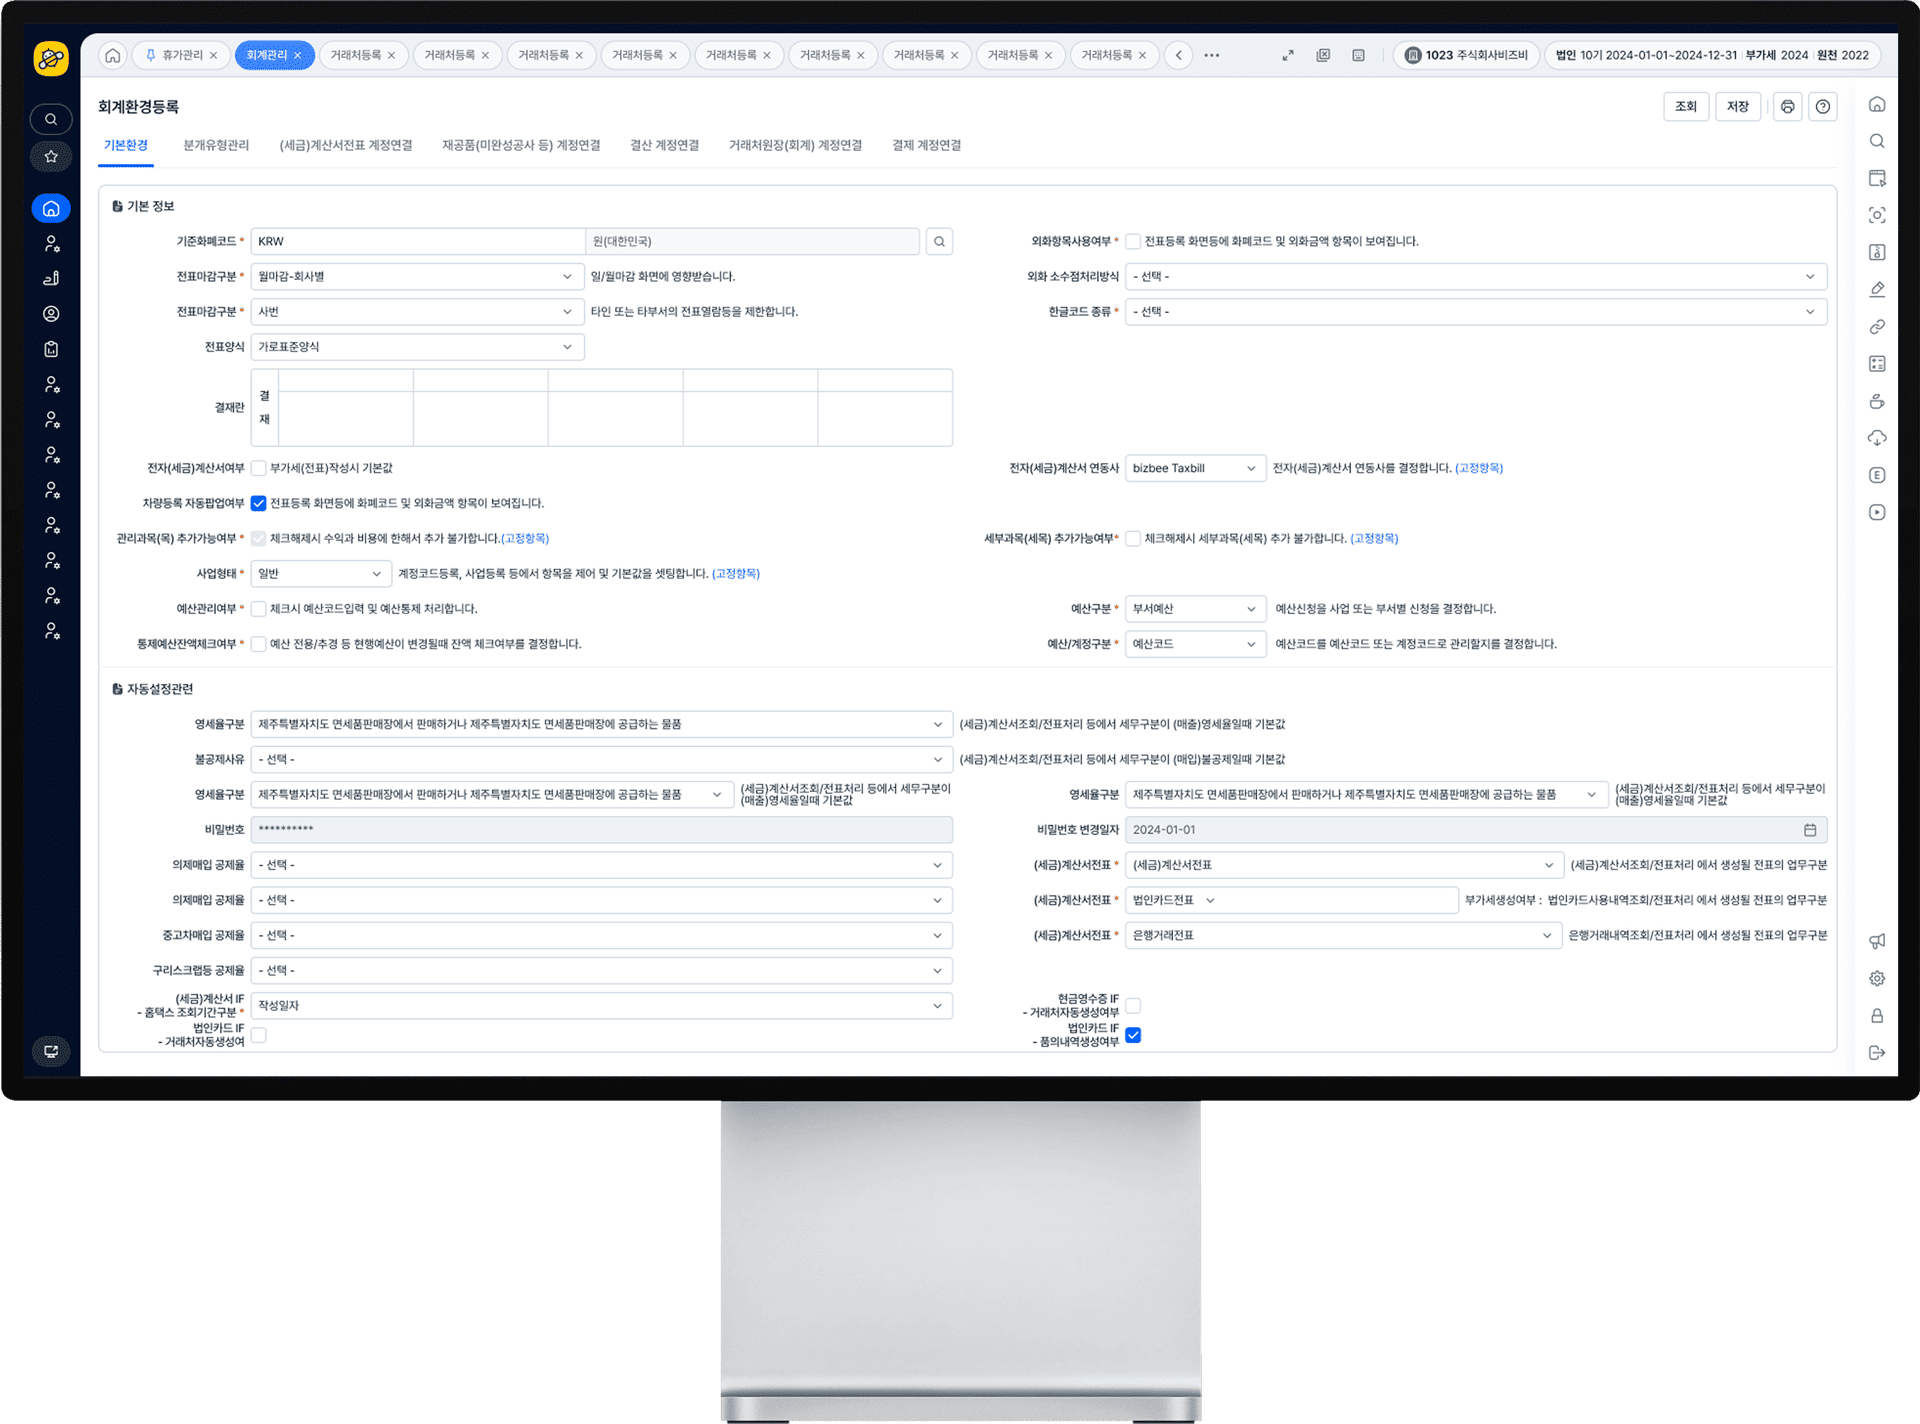 휴가관리 회계관리 거래처등록 거래처등록 거래처등록 거래처등록 거래처등록 거래처등록 거래처등록 거래처등록 거래처등록 1023 주식회사비즈비 법인 10기 2024-01-01~2024-12-31 부가세 2024 원천 2022
회계환경등록 조회 저장
기본환경 분개유형관리 (세금)계산서전표 계정연결 재공품(미완성공사 등) 계정연결 결산 계정연결 거래처원장(회계) 계정연결 결제 계정연결
기본 정보
기준화폐코드 * KRW 원(대한민국) 외화항목사용여부 * 전표등록 화면등에 화폐코드 및 외화금액 항목이 보여집니다.
전표마감구분 * 월마감-회사별 일/월마감 화면에 영향받습니다. 외화 소수점처리방식 - 선택 -
전표마감구분 * 사번 타인 또는 타부서의 전표열람등을 제한합니다. 한글코드 종류 * - 선택 -
전표양식 가로표준양식
결재란 결
재
전자(세금)계산서여부 부가세(전표)작성시 기본값 전자(세금)계산서 연동사 bizbee Taxbill 전자(세금)계산서 연동사를 결정합니다. (고정항목)
차량등록 자동팝업여부 전표등록 화면등에 화폐코드 및 외화금액 항목이 보여집니다.
관리과목(목) 추가가능여부 * 체크해제시 수익과 비용에 한해서 추가 불가합니다.(고정항목) 세부과목(세목) 추가가능여부* 체크해제시 세부과목(세목) 추가 불가합니다. (고정항목)
사업형태 * 일반 계정코드등록, 사업등록 등에서 항목을 제어 및 기본값을 셋팅합니다. (고정항목)
예산관리여부 * 체크시 예산코드입력 및 예산통제 처리합니다. 예산구분 * 부서예산 예산신청을 사업 또는 부서별 신청을 결정합니다.
통제예산잔액체크여부 * 예산 전용/추경 등 현행예산이 변경될때 잔액 체크여부를 결정합니다. 예산/계정구분 * 예산코드 예산코드를 예산코드 또는 계정코드로 관리할지를 결정합니다.
자동설정관련
영세율구분 제주특별자치도 면세품판매장에서 판매하거나 제주특별자치도 면세품판매장에 공급하는 물품 (세금)계산서조회/전표처리 등에서 세무구분이 (매출)영세율일때 기본값
불공제사유 - 선택 - (세금)계산서조회/전표처리 등에서 세무구분이 (매입)불공제일때 기본값
영세율구분 제주특별자치도 면세품판매장에서 판매하거나 제주특별자치도 면세품판매장에 공급하는 물품 (세금)계산서조회/전표처리 등에서 세무구분이
(매출)영세율일때 기본값
영세율구분 제주특별자치도 면세품판매장에서 판매하거나 제주특별자치도 면세품판매장에 공급하는 물품 (세금)계산서조회/전표처리 등에서 세무구분이
(매출)영세율일때 기본값
비밀번호 ********** 비밀번호 변경일자 2024-01-01
의제매입 공제율 - 선택 - (세금)계산서전표 * (세금)계산서전표 (세금)계산서조회/전표처리 에서 생성될 전표의 업무구분
의제매입 공제율 - 선택 - (세금)계산서전표 * 법인카드전표 부가세생성여부 : 법인카드사용내역조회/전표처리 에서 생성될 전표의 업무구분
중고차매입 공제율 - 선택 - (세금)계산서전표 * 은행거래전표 은행거래내역조회/전표처리 에서 생성될 전표의 업무구분
구리스크랩등 공제율 - 선택 -
(세금)계산서 IF
- 홈택스 조회기간구분 * 작성일자
현금영수증 IF
- 거래처자동생성여부
법인카드 IF
- 거래처자동생성여
법인카드 IF
- 품의내역생성여부